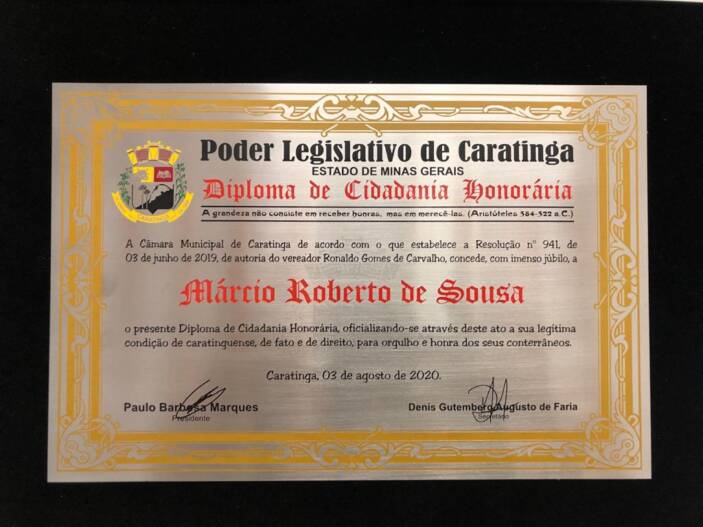 Poder Legislativo de Caratinga
ESTADO DE MINAS GERAIS
Diploma de Cidadania Honorária
A grandeza não consiste em receber honras, mas em merecê-las. (Aristóteles 384-322 a.C.)
CARATINGA
A Câmara Municipal de Caratinga de acordo com o que estabelece a Resolução nº 941, de
03 de junho de 2019, de autoria do vereador Ronaldo Gomes de Carvalho, concede, com imenso júbilo, a
Márcio Roberto de Sousa
o presente Diploma de Cidadania Honorária, oficializando-se através deste ato a sua legítima
condição de caratinguense, de fato e de direito, para orgulho e honra dos seus conterrâneos.
Caratinga, 03 de agosto de 2020.
Paulo Barbosa Marques
Presidente
Denis Gutemberg Augusto de Faria
Secretário